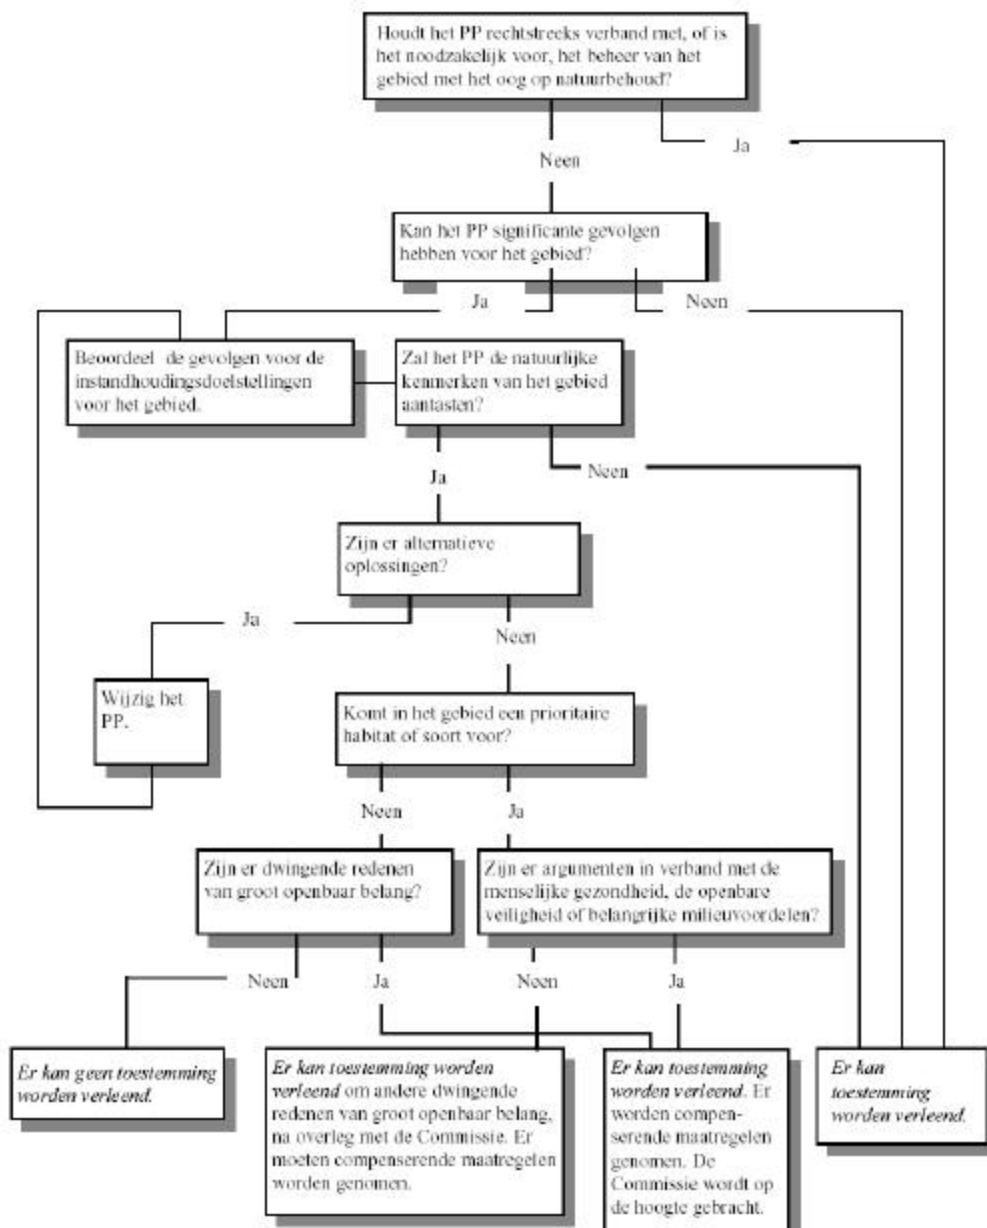 Houdt het PP rechtstreeks verband met, of is
het noodzakelijk voor, het beheer van het
gebied met het oog op natuurbehoud?
Ja
Neen
Kan het PP significante gevolgen
hebben voor het gebied?
Ja
Neen
Beoordeel de gevolgen voor de
instandhoudingsdoelstellingen
voor het gebied.
Zal het PP de natuurlijke
kenmerken van het gebied
aantasten?
Neen
Ja
Zijn er alternatieve
oplossingen?
Ja
Neen
Wijzig het
PP.
Komt in het gebied een prioritaire
habitat of soort voor?
Neen
Ja
Zijn er dwingende redenen
van groot openbaar belang?
Zijn er argumenten in verband met de
menselijke gezondheid, de openbare
veiligheid of belangrijke milieuvoordelen?
Neen
Ja
Neen
Ja
Er kan geen toestemming
worden verleend.
Er kan toestemming worden
verleend om andere dwingende
redenen van groot openbaar belang,
na overleg met de Commissie. Er
moeten compenserende maatregelen
worden genomen.
Er kan toestemming
worden verleend. Er
worden compen-
serende maatregelen
genomen. De
Commissie wordt op
de hoogte gebracht.
Er kan
toestemming
worden verleend.